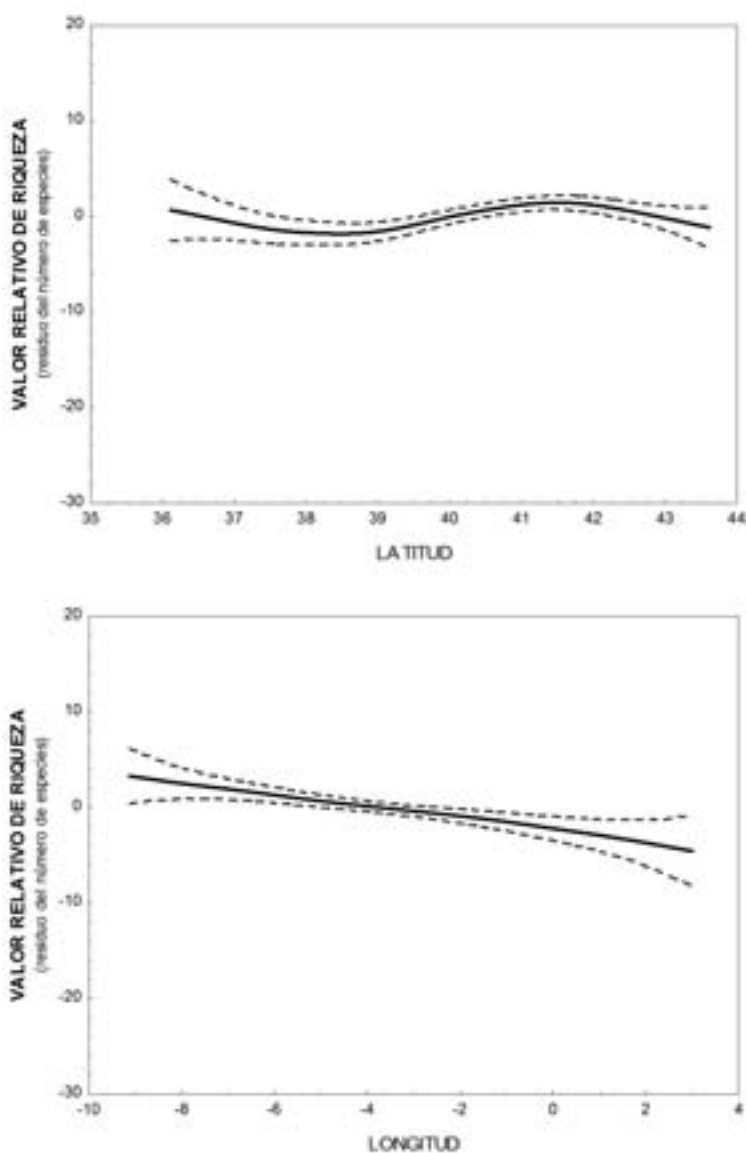 20
10
0
-10
-20
-30
VALOR RELATIVO DE RIQUEZA
(residuo del número de especies)
35 36 37 38 39 40 41 42 43 44
LATITUD
20
10
0
-10
-20
-30
VALOR RELATIVO DE RIQUEZA
(residuo del número de especies)
-10 -8 -6 -4 -2 0 2 4
LONGITUD